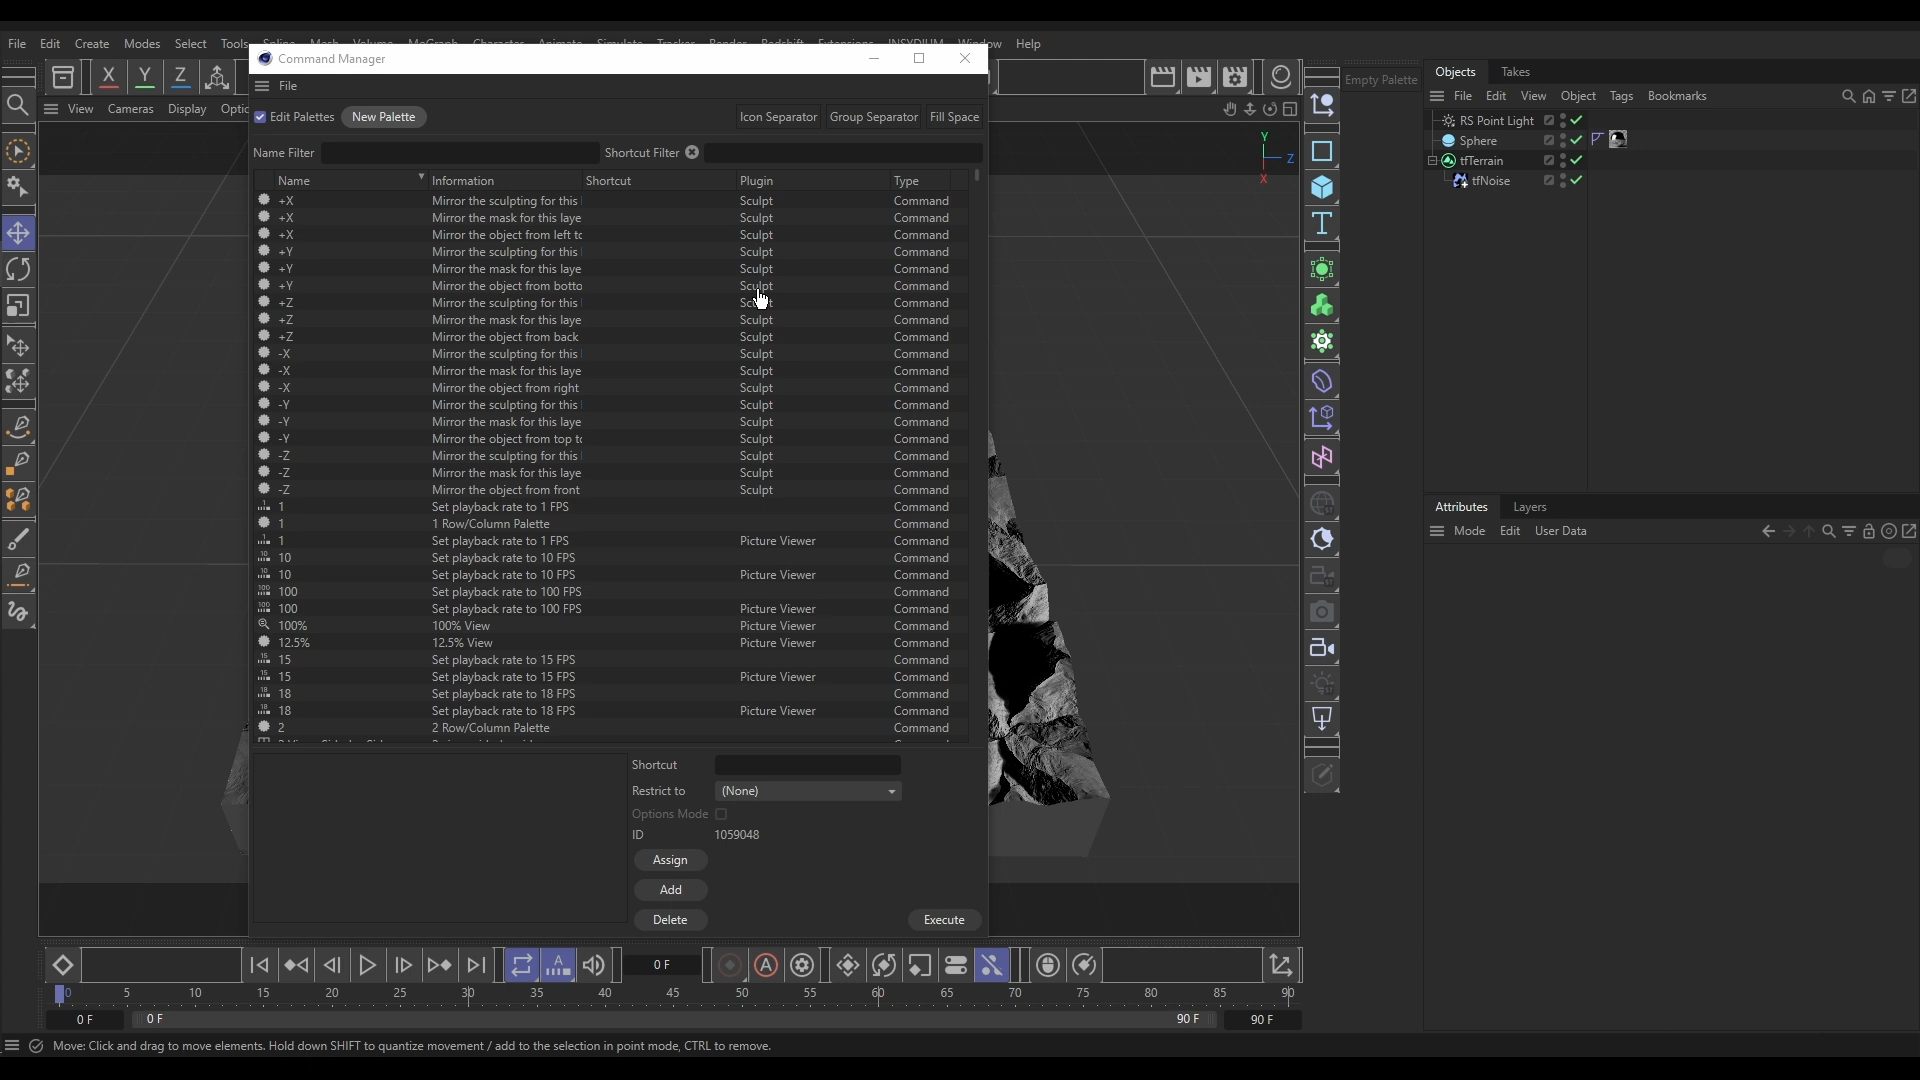 File Edit Create Modes Select Tools Spline Mesh Volume MoGraph Character Animate Simulate Tracker Render Redshift Extensions INSYDIUM Window Help
Command Manager
File
Edit Palettes New Palette Icon Separator Group Separator Fill Space
Name Filter Shortcut Filter
Name Information Shortcut Plugin Type
+X Mirror the sculpting for this Sculpt Command
+X Mirror the mask for this laye Sculpt Command
+X Mirror the object from left to Sculpt Command
+Y Mirror the sculpting for this Sculpt Command
+Y Mirror the mask for this laye Sculpt Command
+Y Mirror the object from botto Sculpt Command
+Z Mirror the sculpting for this Sculpt Command
+Z Mirror the mask for this laye Sculpt Command
+Z Mirror the object from back Sculpt Command
-X Mirror the sculpting for this Sculpt Command
-X Mirror the mask for this laye Sculpt Command
-X Mirror the object from right Sculpt Command
-Y Mirror the sculpting for this Sculpt Command
-Y Mirror the mask for this laye Sculpt Command
-Y Mirror the object from top to Sculpt Command
-Z Mirror the sculpting for this Sculpt Command
-Z Mirror the mask for this laye Sculpt Command
-Z Mirror the object from front Sculpt Command
1 Set playback rate to 1 FPS Command
1 1 Row/Column Palette Command
1 Set playback rate to 1 FPS Picture Viewer Command
10 Set playback rate to 10 FPS Command
10 Set playback rate to 10 FPS Picture Viewer Command
100 Set playback rate to 100 FPS Command
100 Set playback rate to 100 FPS Picture Viewer Command
100% 100% View Picture Viewer Command
12.5% 12.5% View Picture Viewer Command
15 Set playback rate to 15 FPS Command
15 Set playback rate to 15 FPS Picture Viewer Command
18 Set playback rate to 18 FPS Command
18 Set playback rate to 18 FPS Picture Viewer Command
2 2 Row/Column Palette Command
Shortcut
Restrict to (None)
Options Mode
ID 1059048
Assign
Add
Delete Execute
X Y Z
View Cameras Display Optio
Y
Z
X
Empty Palette
Objects Takes
File Edit View Object Tags Bookmarks
RS Point Light
Sphere
tfTerrain
tfNoise
Attributes Layers
Mode Edit User Data
0 F
0 5 10 15 20 25 30 35 40 45 50 55 60 65 70 75 80 85 90
0 F 0 F 90 F 90 F
Move: Click and drag to move elements. Hold down SHIFT to quantize movement / add to the selection in point mode, CTRL to remove.